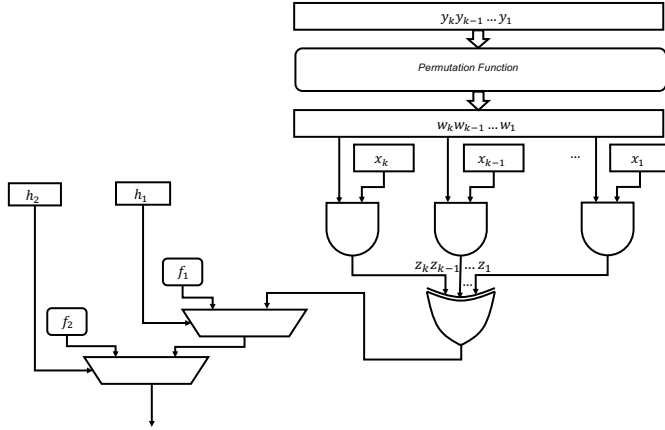 y_k y_{k-1} ... y_1
Permutation Function
w_k w_{k-1} ... w_1
x_k
x_{k-1}
...
x_1
h_2
h_1
z_k z_{k-1} ... z_1
...
f_1
f_2